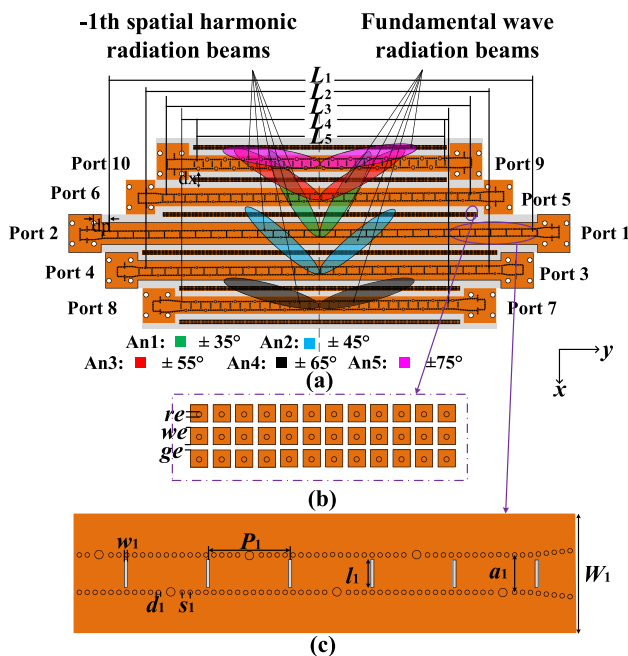 -1th spatial harmonic radiation beams
Fundamental wave radiation beams
L1
L2
L3
L4
L5
Port 10
Port 9
dx
Port 6
Port 5
dp
Port 2
Port 1
Port 4
Port 3
Port 8
Port 7
An1: ± 35° An2: ± 45°
An3: ± 55° An4: ± 65° An5: ±75°
(a)
y
x
re
we
ge
(b)
w1
P1
l1
a1
W1
d1
s1
(c)